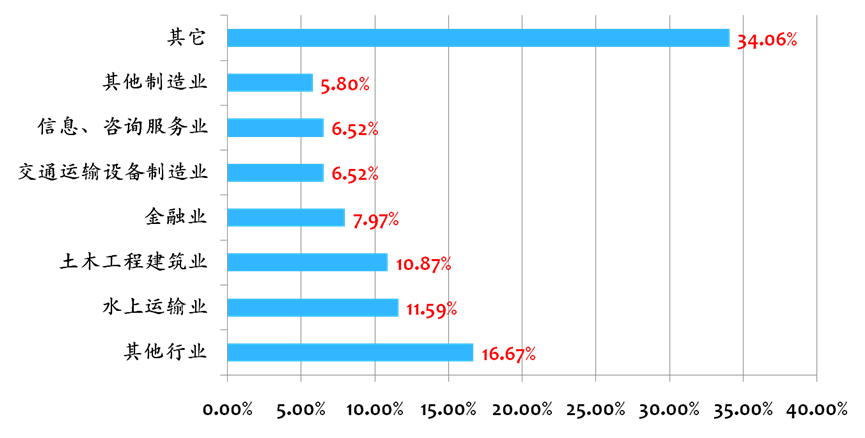 其它 34.06%
其他制造业 5.80%
信息、咨询服务业 6.52%
交通运输设备制造业 6.52%
金融业 7.97%
土木工程建筑业 10.87%
水上运输业 11.59%
其他行业 16.67%
0.00% 5.00% 10.00% 15.00% 20.00% 25.00% 30.00% 35.00% 40.00%